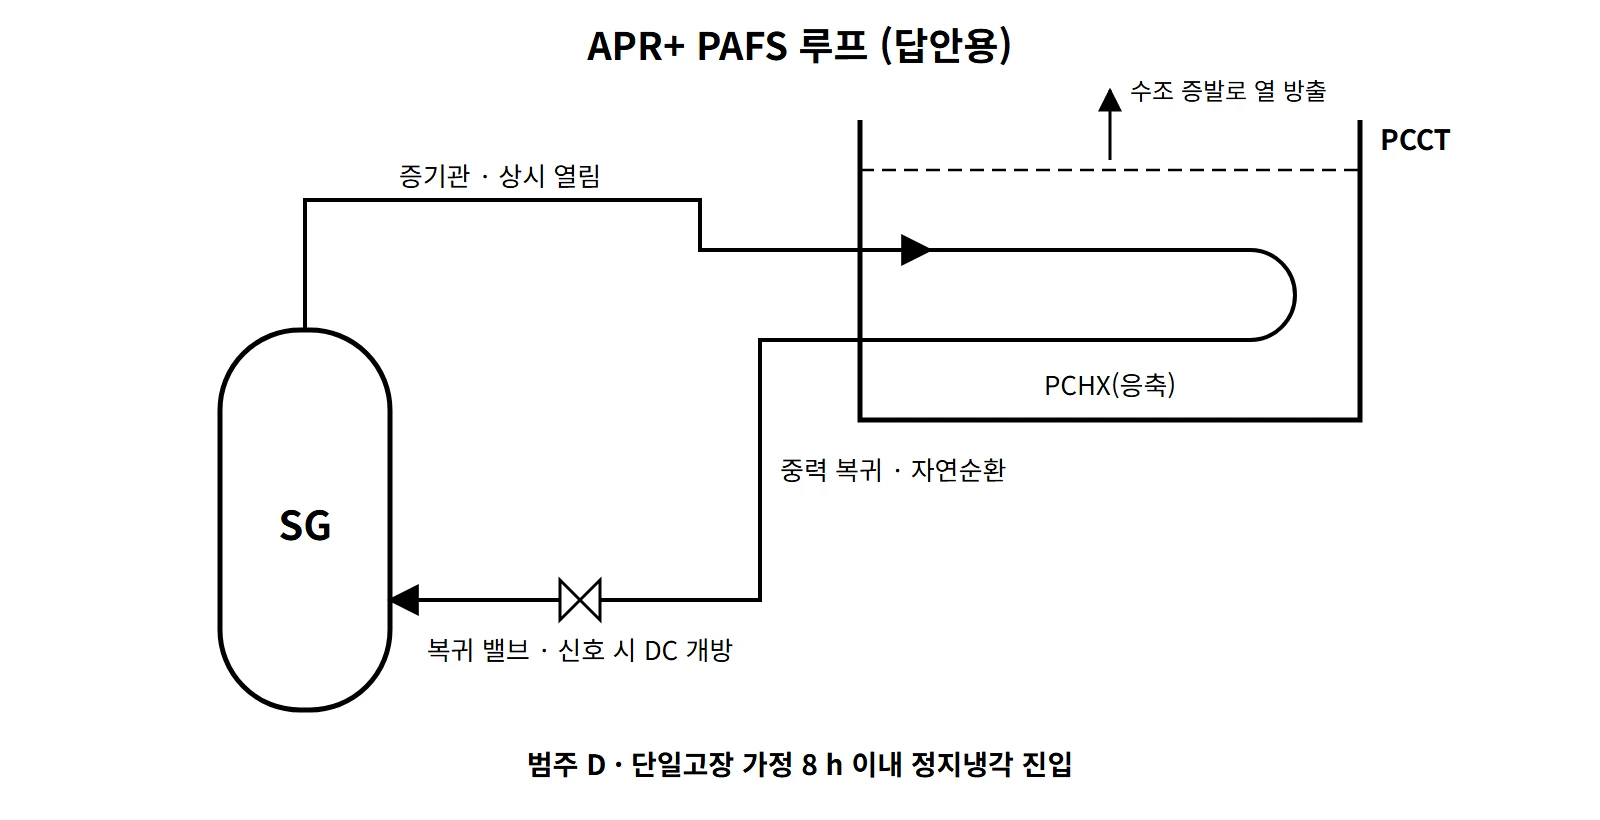 APR+ PAFS 루프 (답안용)
수조 증발로 열 방출
PCCT
증기관 · 상시 열림
PCHX(응축)
중력 복귀 · 자연순환
SG
복귀 밸브 · 신호 시 DC 개방
범주 D · 단일고장 가정 8 h 이내 정지냉각 진입